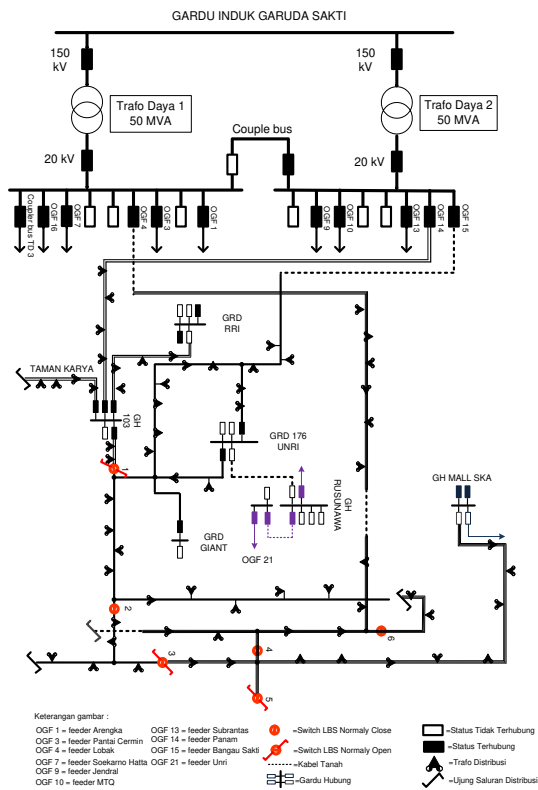 GARDU INDUK GARUDA SAKTI
150
kV
150
kV
Trafo Daya 1
50 MVA
Trafo Daya 2
50 MVA
Couple bus
20 kV
20 kV
Coupler bus TD 3
OGF 16
OGF 7
OGF 4
OGF 3
OGF 1
OGF 9
OGF 10
OGF 13
OGF 14
OGF 15
GRD
RRI
TAMAN KARYA
GH
103
GRD 176
UNRI
1
GH
RUSUNAWA
GH MALL SKA
GRD
GIANT
OGF 21
2
6
4
3
5
Keterangan gambar :
OGF 1 = feeder Arengka
OGF 3 = feeder Pantai Cermin
OGF 4 = feeder Lobak
OGF 7 = feeder Soekarno Hatta
OGF 9 = feeder Jendral
OGF 10 = feeder MTQ
OGF 13 = feeder Subrantas
OGF 14 = feeder Panam
OGF 15 = feeder Bangau Sakti
OGF 21 = feeder Unri
=Switch LBS Normaly Close
=Switch LBS Normaly Open
=Kabel Tanah
=Gardu Hubung
=Status Tidak Terhubung
=Status Terhubung
=Trafo Distribusi
=Ujung Saluran Distribusi